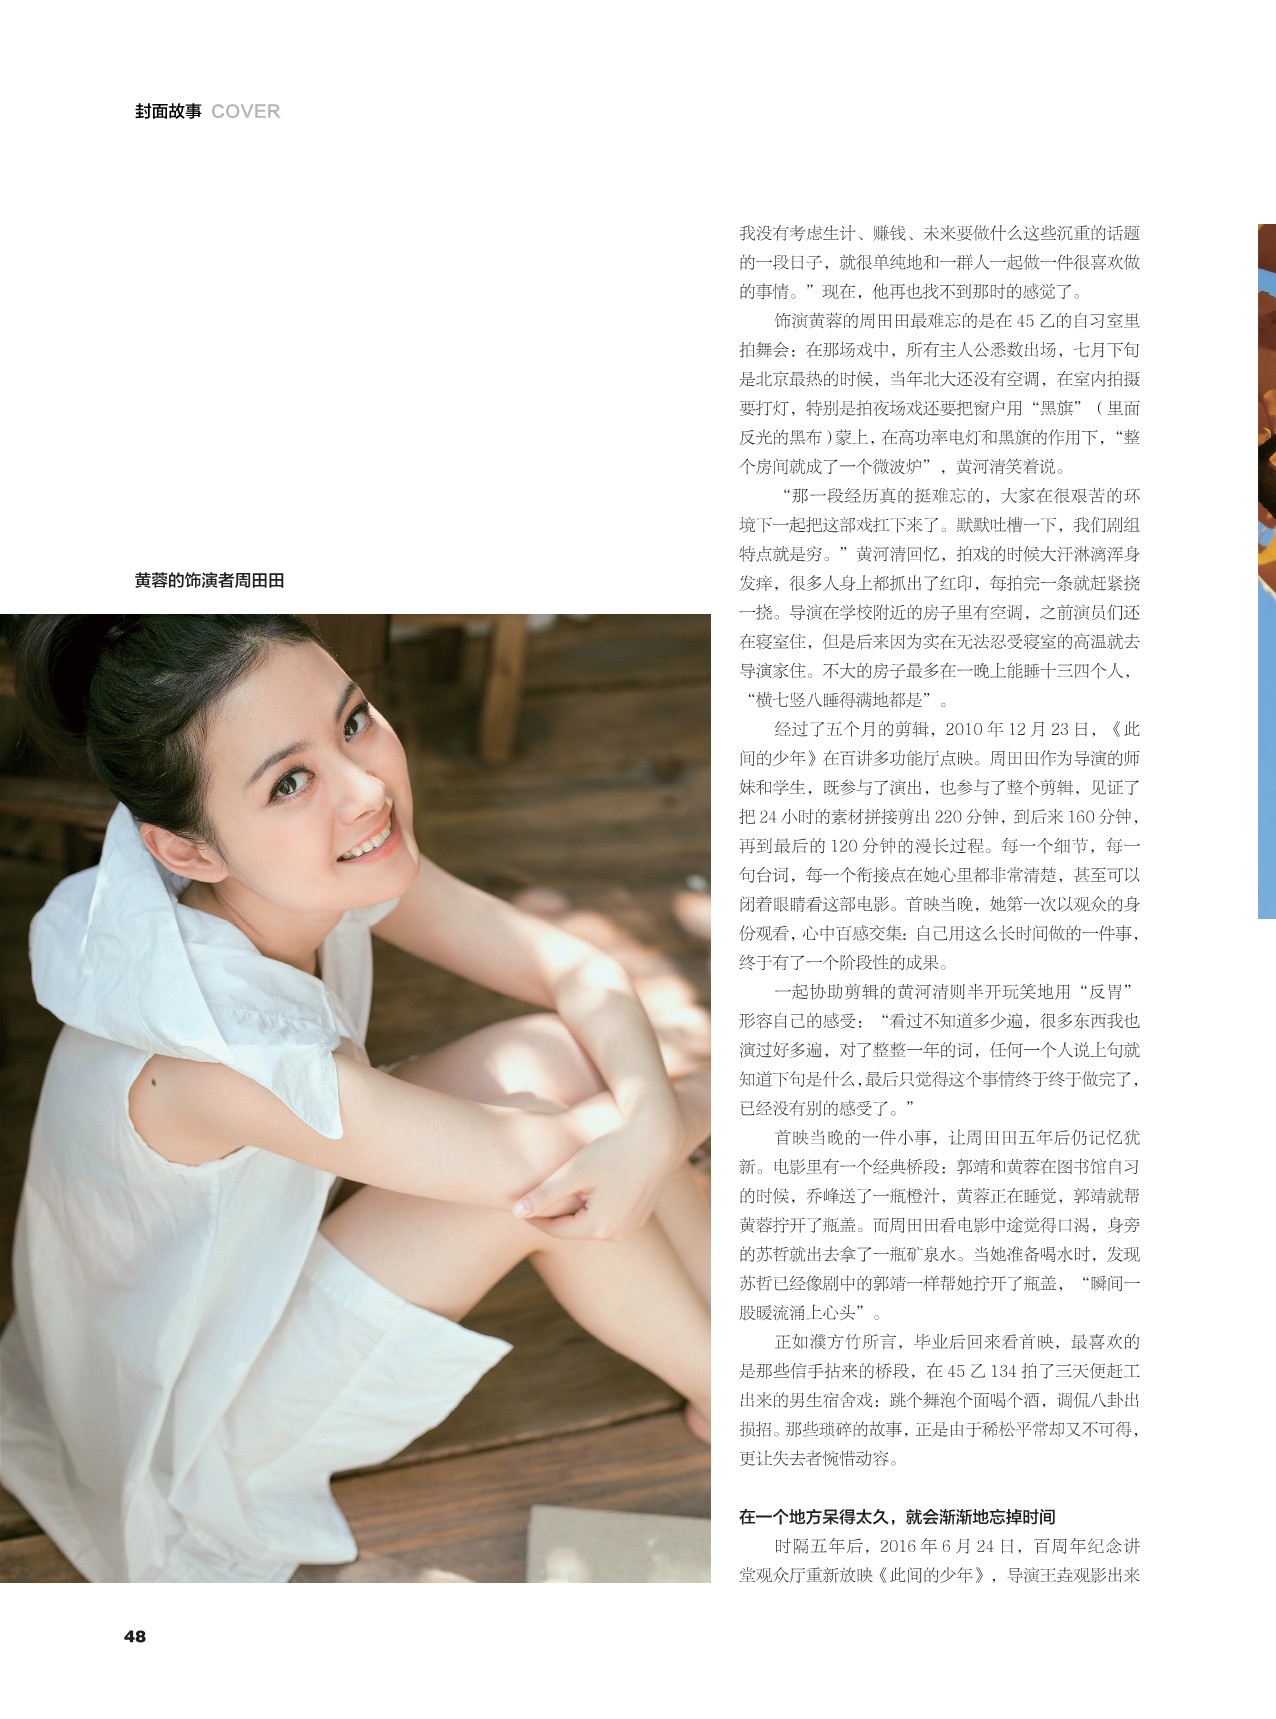 封面故事 COVER
我没有考虑生计、赚钱、未来要做什么这些沉重的话题
的一段日子，就很单纯地和一群人一起做一件很喜欢做
的事情。”现在，他再也找不到那时的感觉了。
饰演黄蓉的周田田最难忘的是在 45 乙的自习室里
拍舞会：在那场戏中，所有主人公悉数出场，七月下旬
是北京最热的时候，当年北大还没有空调，在室内拍摄
要打灯，特别是拍夜场戏还要把窗户用“黑旗”（里面
反光的黑布）蒙上，在高功率电灯和黑旗的作用下，“整
个房间就成了一个微波炉”，黄河清笑着说。
“那一段经历真的挺难忘的，大家在很艰苦的环
境下一起把这部戏扛下来了。默默吐槽一下，我们剧组
特点就是穷。”黄河清回忆，拍戏的时候大汗淋漓浑身
发痒，很多人身上都抓出了红印，每拍完一条就赶紧挠
一挠。导演在学校附近的房子里有空调，之前演员们还
在寝室住，但是后来因为实在无法忍受寝室的高温就去
导演家住。不大的房子最多在一晚上能睡十三四个人，
“横七竖八睡得满地都是”。
经过了五个月的剪辑，2010 年 12 月 23 日，《此
间的少年》在百讲多功能厅点映。周田田作为导演的师
妹和学生，既参与了演出，也参与了整个剪辑，见证了
把 24 小时的素材拼接剪出 220 分钟，到后来 160 分钟，
再到最后的 120 分钟的漫长过程。每一个细节，每一
句台词，每一个衔接点在她心里都非常清楚，甚至可以
闭着眼睛看这部电影。首映当晚，她第一次以观众的身
份观看，心中百感交集：自己用这么长时间做的一件事，
终于有了一个阶段性的成果。
一起协助剪辑的黄河清则半开玩笑地用“反胃”
形容自己的感受：“看过不知道多少遍，很多东西我也
演过好多遍，对了整整一年的词，任何一个人说上句就
知道下句是什么，最后只觉得这个事情终于终于做完了，
已经没有别的感受了。”
首映当晚的一件小事，让周田田五年后仍记忆犹
新。电影里有一个经典桥段：郭靖和黄蓉在图书馆自习
的时候，乔峰送了一瓶橙汁，黄蓉正在睡觉，郭靖就帮
黄蓉拧开了瓶盖。而周田田看电影中途觉得口渴，身旁
的苏哲就出去拿了一瓶矿泉水。当她准备喝水时，发现
苏哲已经像剧中的郭靖一样帮她拧开了瓶盖，“瞬间一
股暖流涌上心头”。
正如濮方竹所言，毕业后回来看首映，最喜欢的
是那些信手拈来的桥段，在 45 乙 134 拍了三天便赶工
出来的男生宿舍戏：跳个舞泡个面喝个酒，调侃八卦出
损招。那些琐碎的故事，正是由于稀松平常却又不可得，
更让失去者惋惜动容。
在一个地方呆得太久，就会渐渐地忘掉时间
时隔五年后，2016 年 6 月 24 日，百周年纪念讲
堂观众厅重新放映《此间的少年》，导演王垚观影出来
黄蓉的饰演者周田田
48